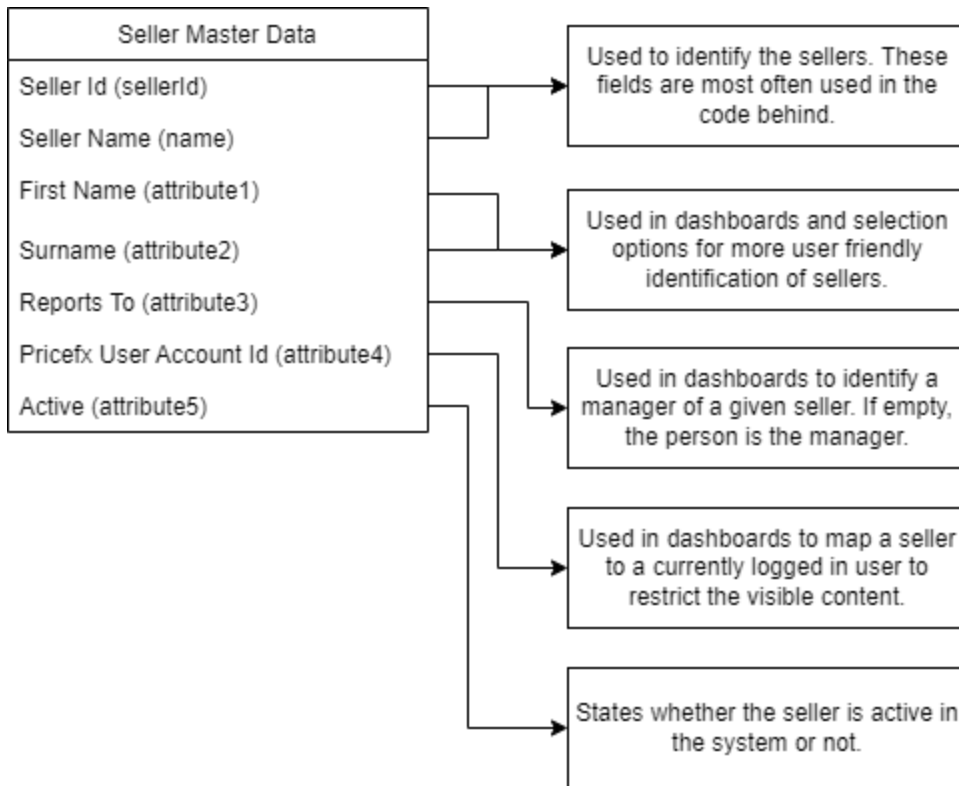 Seller Master Data
Seller Id (sellerId)
Seller Name (name)
First Name (attribute1)
Surname (attribute2)
Reports To (attribute3)
Pricefx User Account Id (attribute4)
Active (attribute5)
Used to identify the sellers. These
fields are most often used in the
code behind.
Used in dashboards and selection
options for more user friendly
identification of sellers.
Used in dashboards to identify a
manager of a given seller. If empty,
the person is the manager.
Used in dashboards to map a seller
to a currently logged in user to
restrict the visible content.
States whether the seller is active in
the system or not.